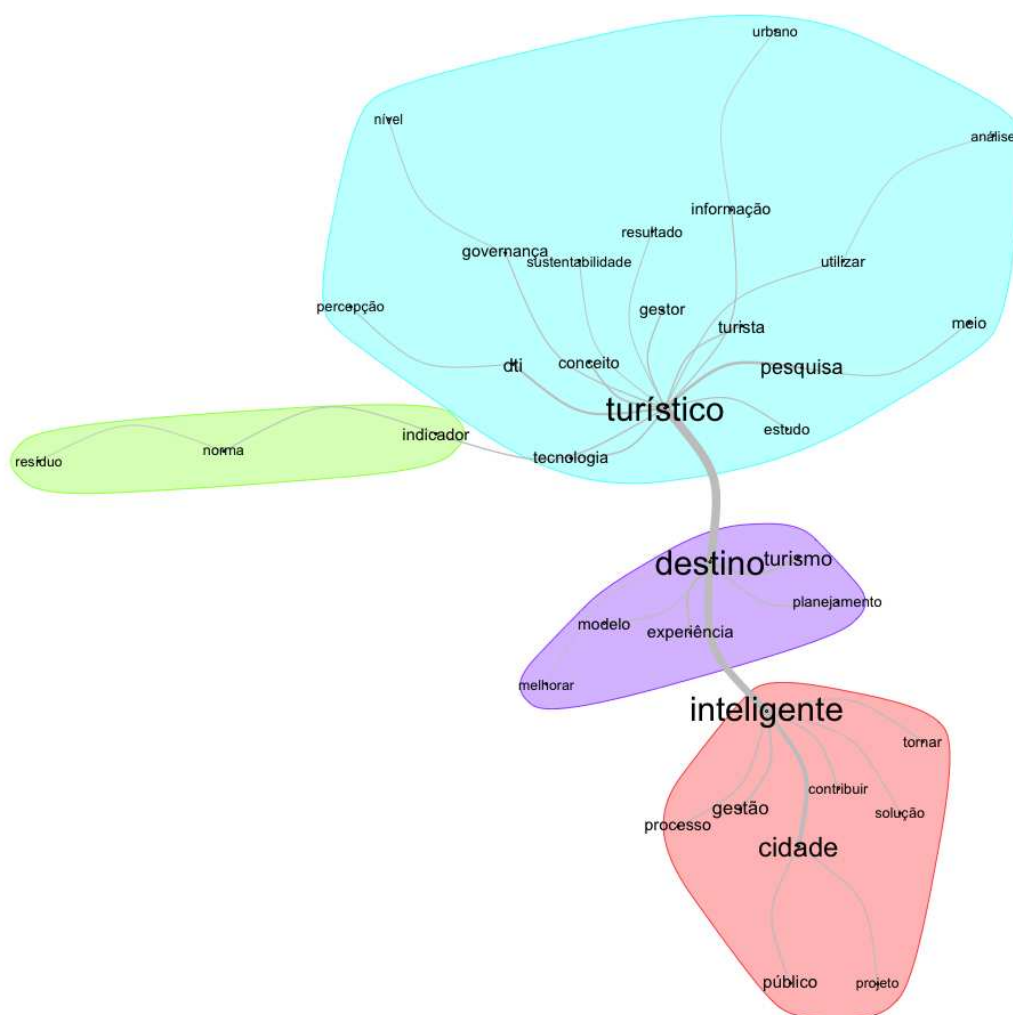 urbano
nível
análise
informação
resultado
governança
sustentabilidade
utilizar
percepção
gestor
turista
meio
dti
conceito
pesquisa
turístico
estudo
indicador
norma
resíduo
tecnologia
destino
turismo
planejamento
modelo
experiência
melhorar
inteligente
tornar
contribuir
gestão
solução
processo
cidade
público
projeto